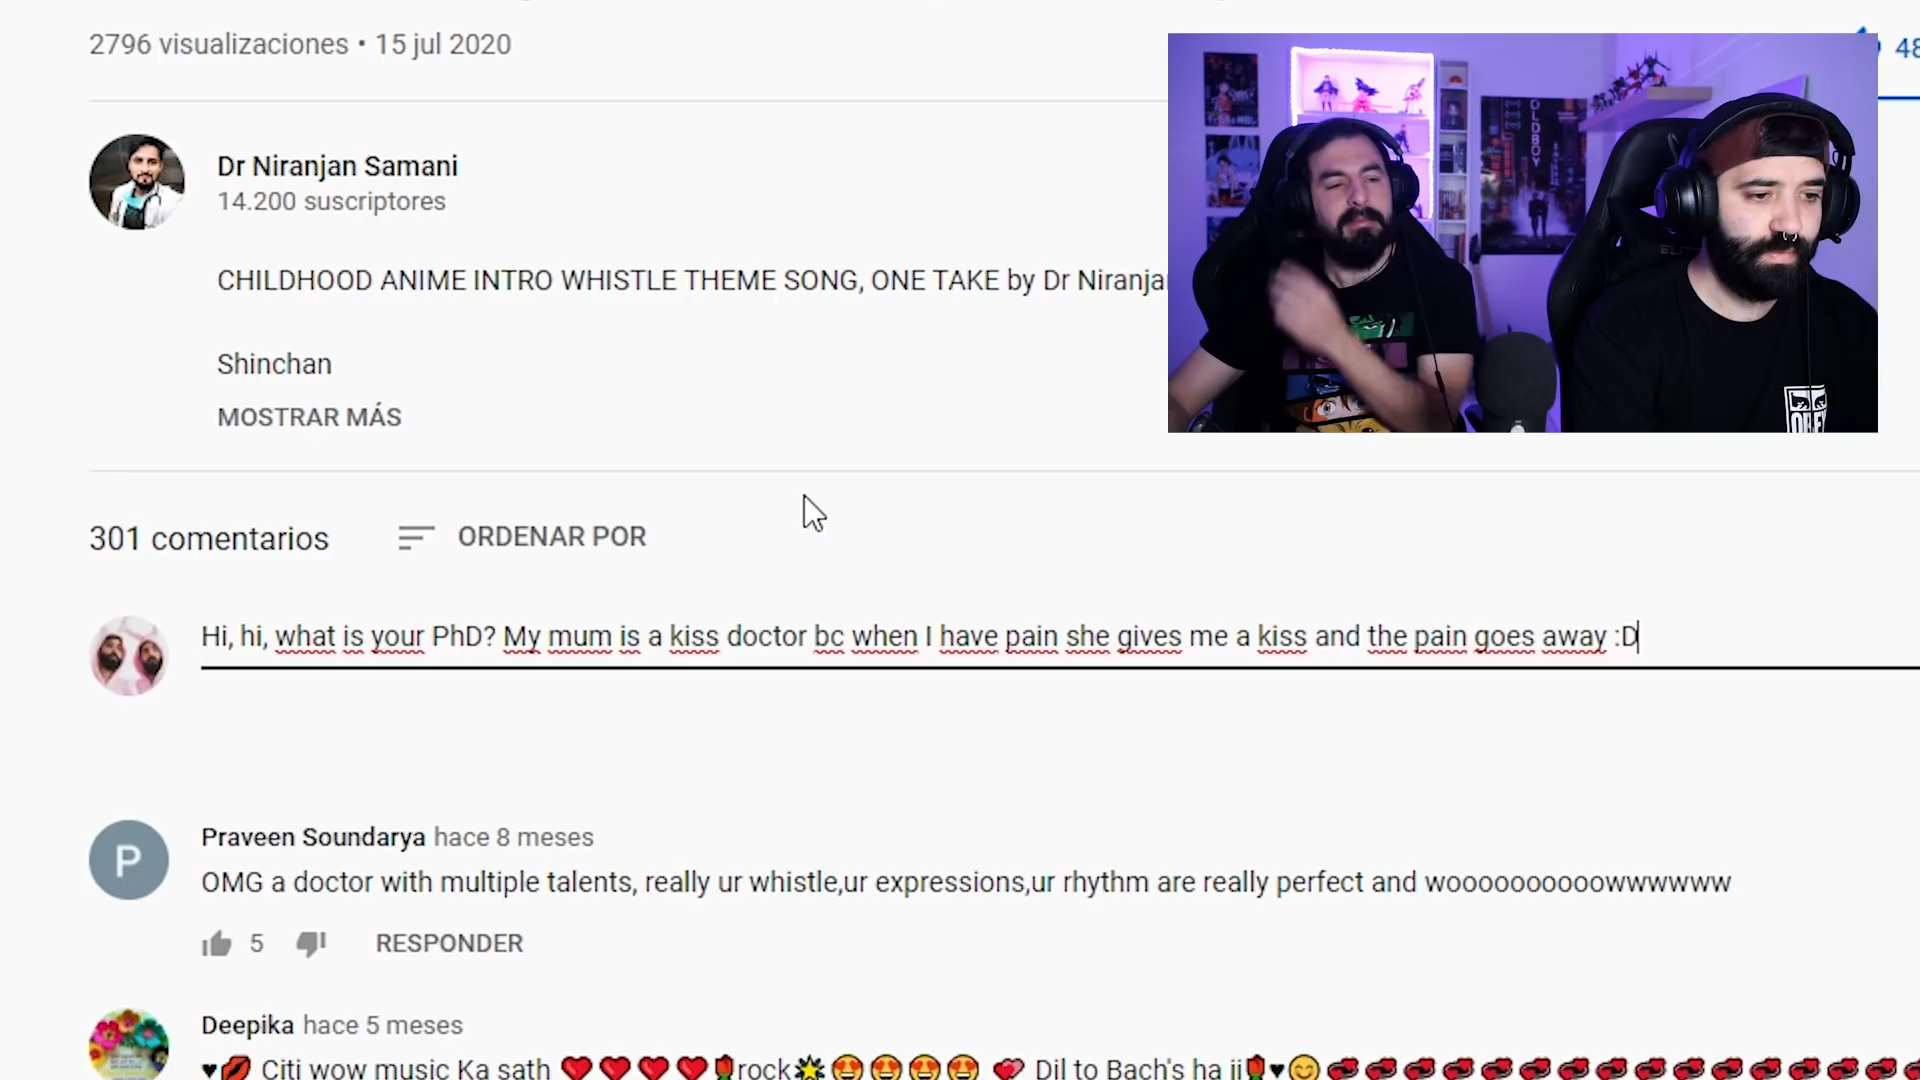 2796 visualizaciones • 15 jul 2020
48
Dr Niranjan Samani
14.200 suscriptores
CHILDHOOD ANIME INTRO WHISTLE THEME SONG, ONE TAKE by Dr Niranja
OLDBOY
Shinchan
MOSTRAR MÁS
301 comentarios
ORDENAR POR
Hi, hi, what is your PhD? My mum is a kiss doctor bc when I have pain she gives me a kiss and the pain goes away :D
P
Praveen Soundarya hace 8 meses
OMG a doctor with multiple talents, really ur whistle,ur expressions,ur rhythm are really perfect and woooooooooowwwwww
5
RESPONDER
Deepika hace 5 meses
♥💋 Citi wow music Ka sath ❤❤❤❤🌹rock🌟😍😍😍😍 💕 Dil to Bach's ha ji🌹♥😊